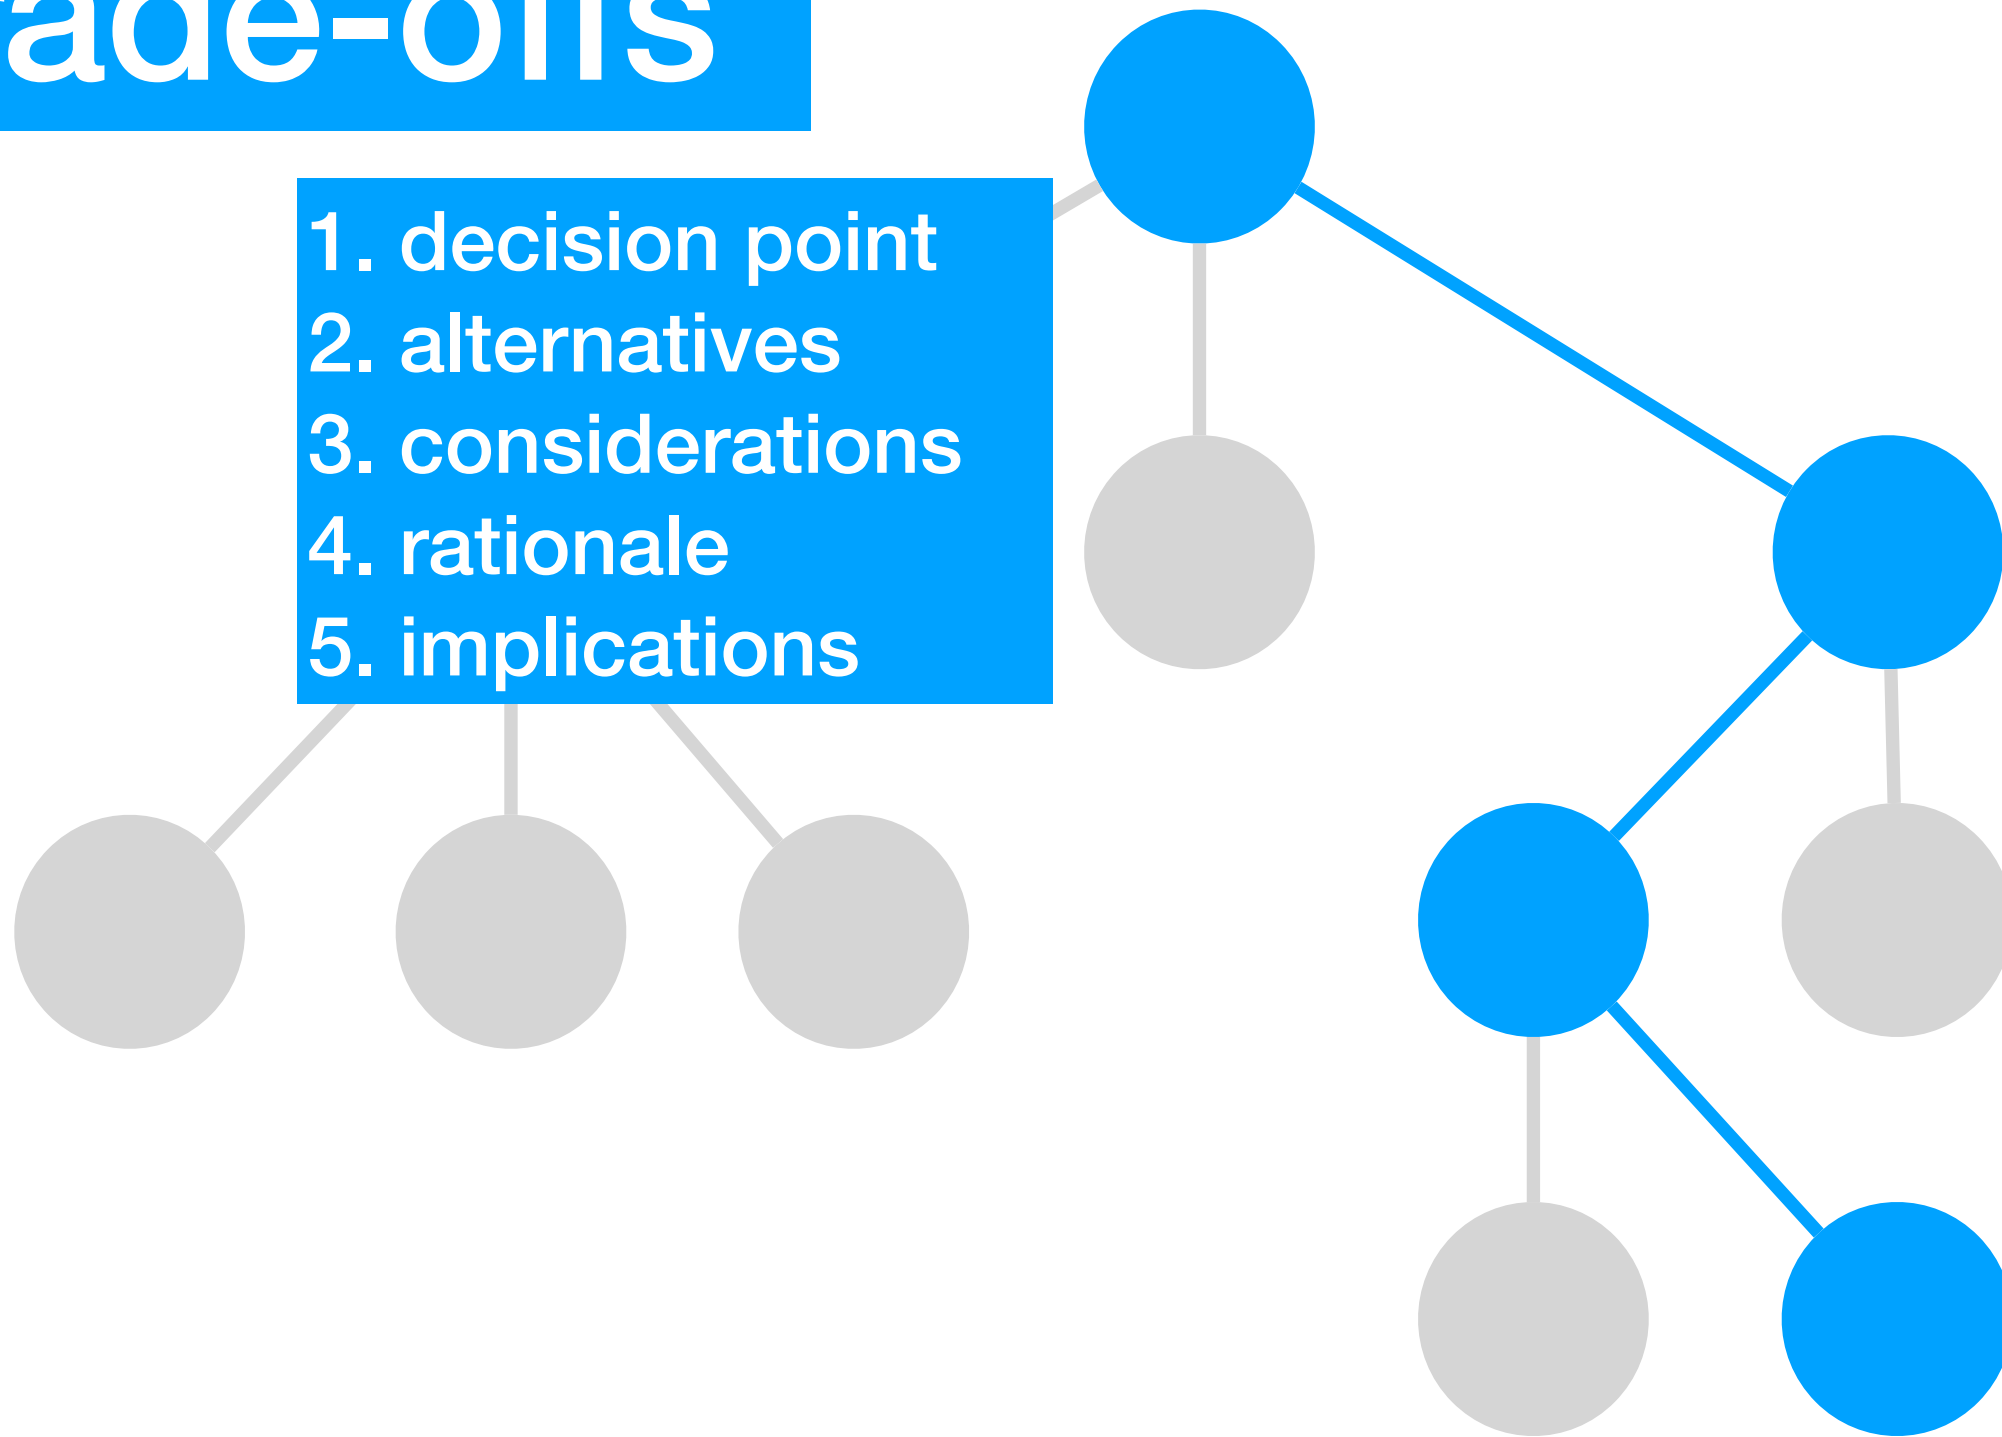 ade-offs
1. decision point
2. alternatives
3. considerations
4. rationale
5. implications